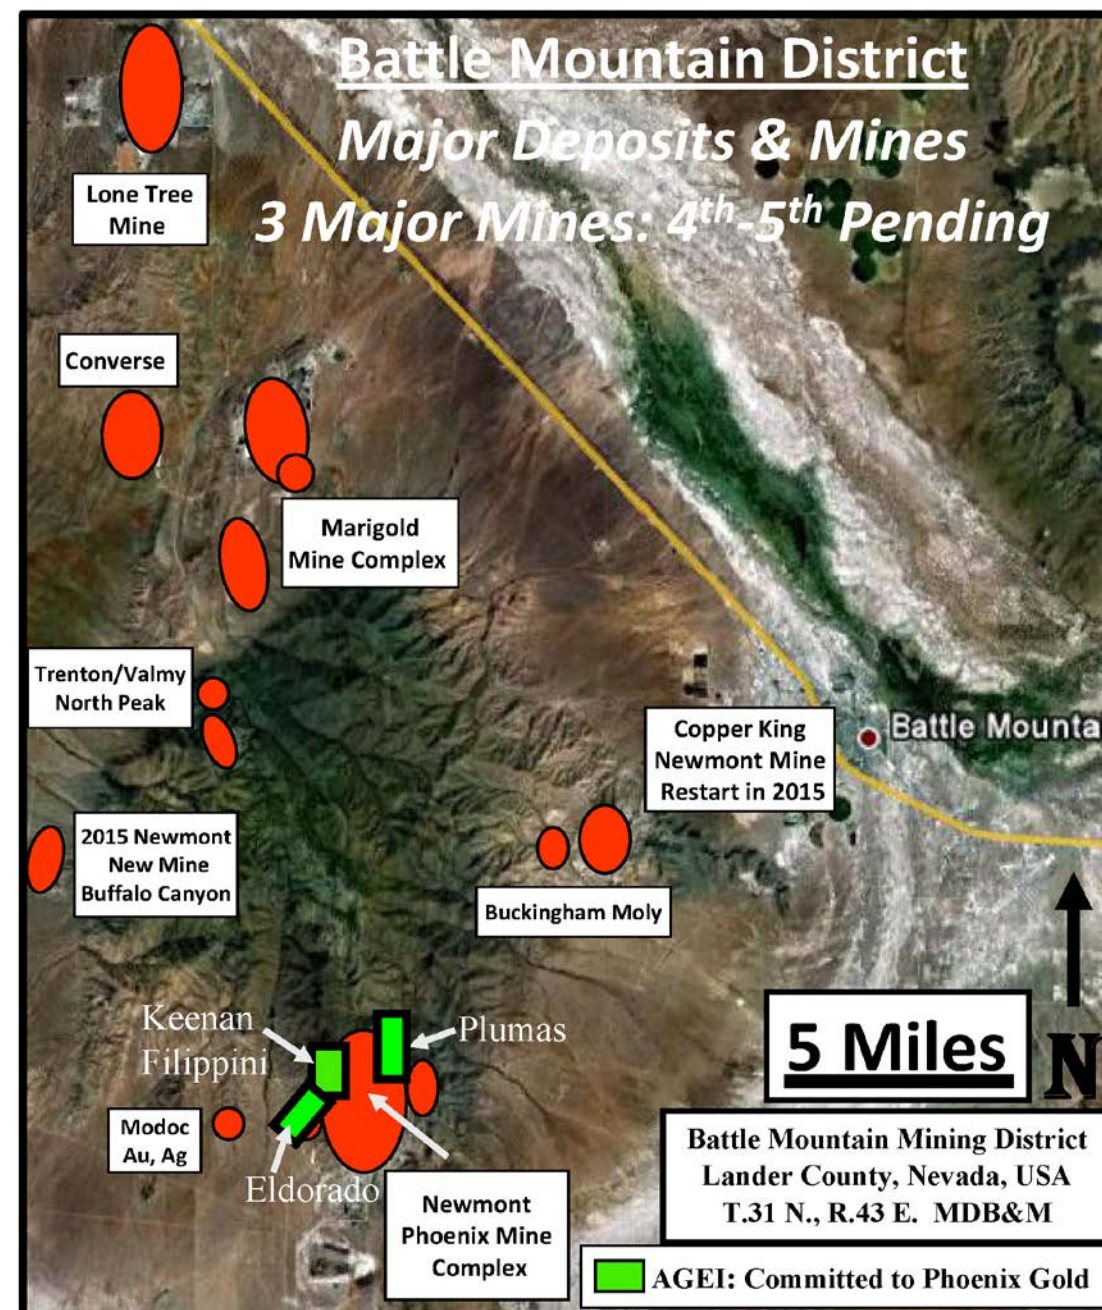 Battle Mountain District
Major Deposits & Mines
3 Major Mines: 4th-5th Pending
Lone Tree
Mine
Converse
Marigold
Mine Complex
Trenton/Valmy
North Peak
Copper King
Newmont Mine
Restart in 2015
Battle Mounta
2015 Newmont
New Mine
Buffalo Canyon
Buckingham Moly
Keenan
Filippini
Plumas
5 Miles
N
Modoc
Au, Ag
Eldorado
Newmont
Phoenix Mine
Complex
Battle Mountain Mining District
Lander County, Nevada, USA
T.31 N., R.43 E. MDB&M
AGEI: Committed to Phoenix Gold